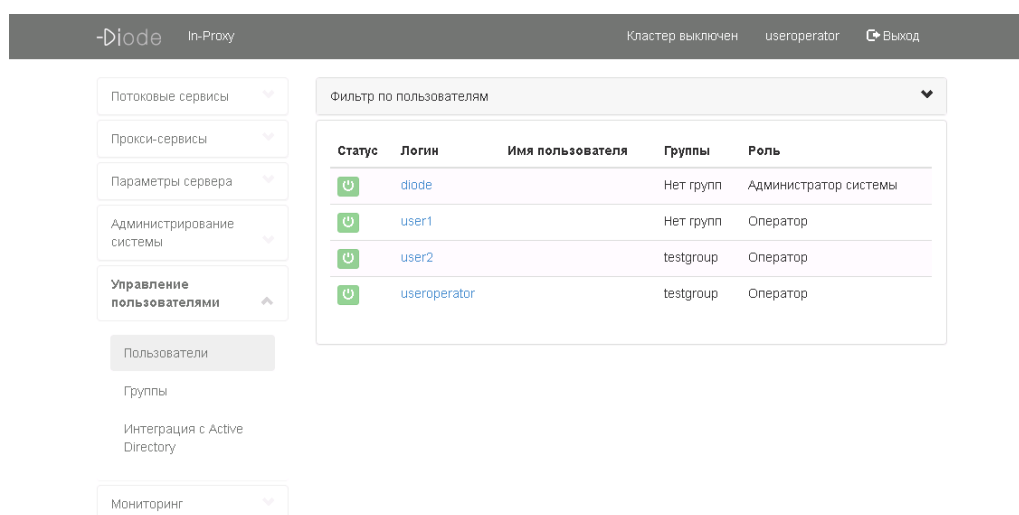 -Diode In-Proxy Кластер выключен useroperator Выход
Потоковые сервисы
Прокси-сервисы
Параметры сервера
Администрирование
системы
Управление
пользователями
Пользователи
Группы
Интеграция с Active
Directory
Мониторинг
Фильтр по пользователям
Статус Логин Имя пользователя Группы Роль
diode Нет групп Администратор системы
user1 Нет групп Оператор
user2 testgroup Оператор
useroperator testgroup Оператор